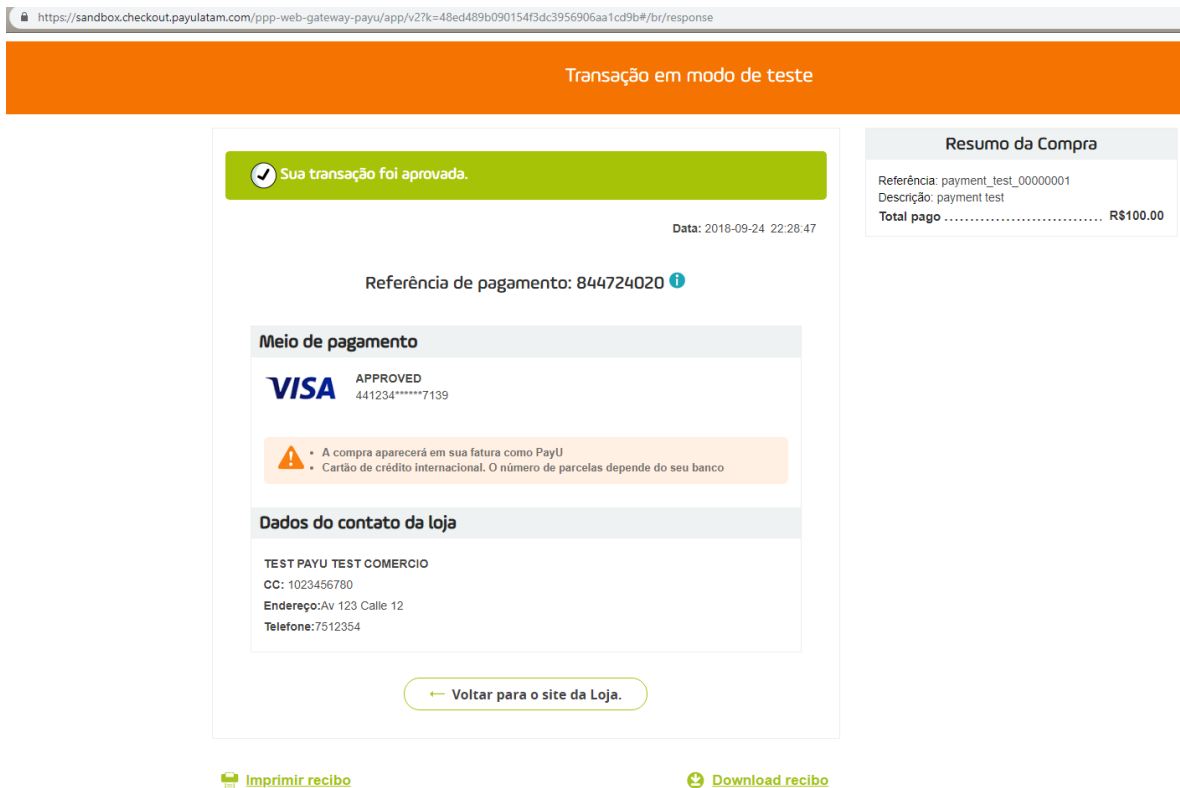 https://sandbox.checkout.payulatam.com/ppp-web-gateway-payu/app/v2?k=48ed489b090154f3dc3956906aa1cd9b#/br/response
Transação em modo de teste
Sua transação foi aprovada.
Data: 2018-09-24 22:28:47
Referência de pagamento: 844724020
Meio de pagamento
VISA
APPROVED
441234******7139
A compra aparecerá em sua fatura como PayU
Cartão de crédito internacional. O número de parcelas depende do seu banco
Dados do contato da loja
TEST PAYU TEST COMERCIO
CC: 1023456780
Endereço:Av 123 Calle 12
Telefone:7512354
← Voltar para o site da Loja.
Imprimir recibo
Download recibo
Resumo da Compra
Referência: payment_test_00000001
Descrição: payment test
Total pago ............................... R$100.00